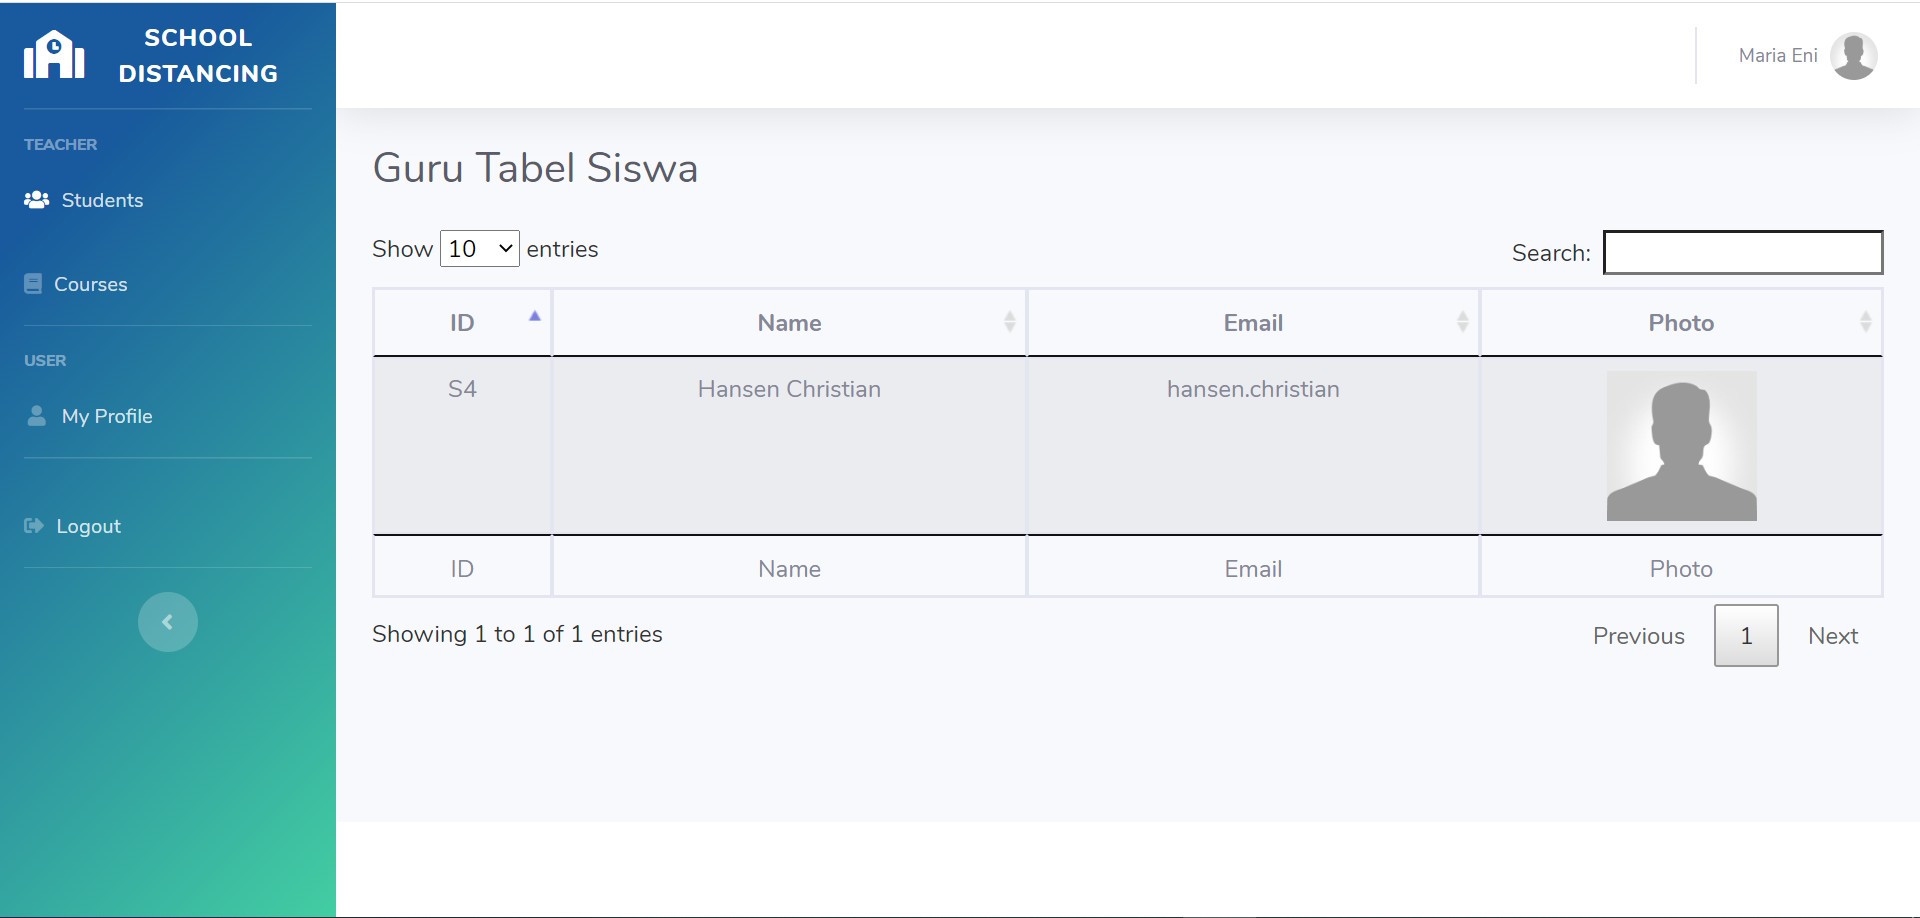 SCHOOL
DISTANCING
Maria Eni
TEACHER
Students
Courses
USER
My Profile
Logout
Guru Tabel Siswa
Show 10 entries
Search:
ID Name Email Photo
S4 Hansen Christian hansen.christian
ID Name Email Photo
Showing 1 to 1 of 1 entries
Previous 1 Next